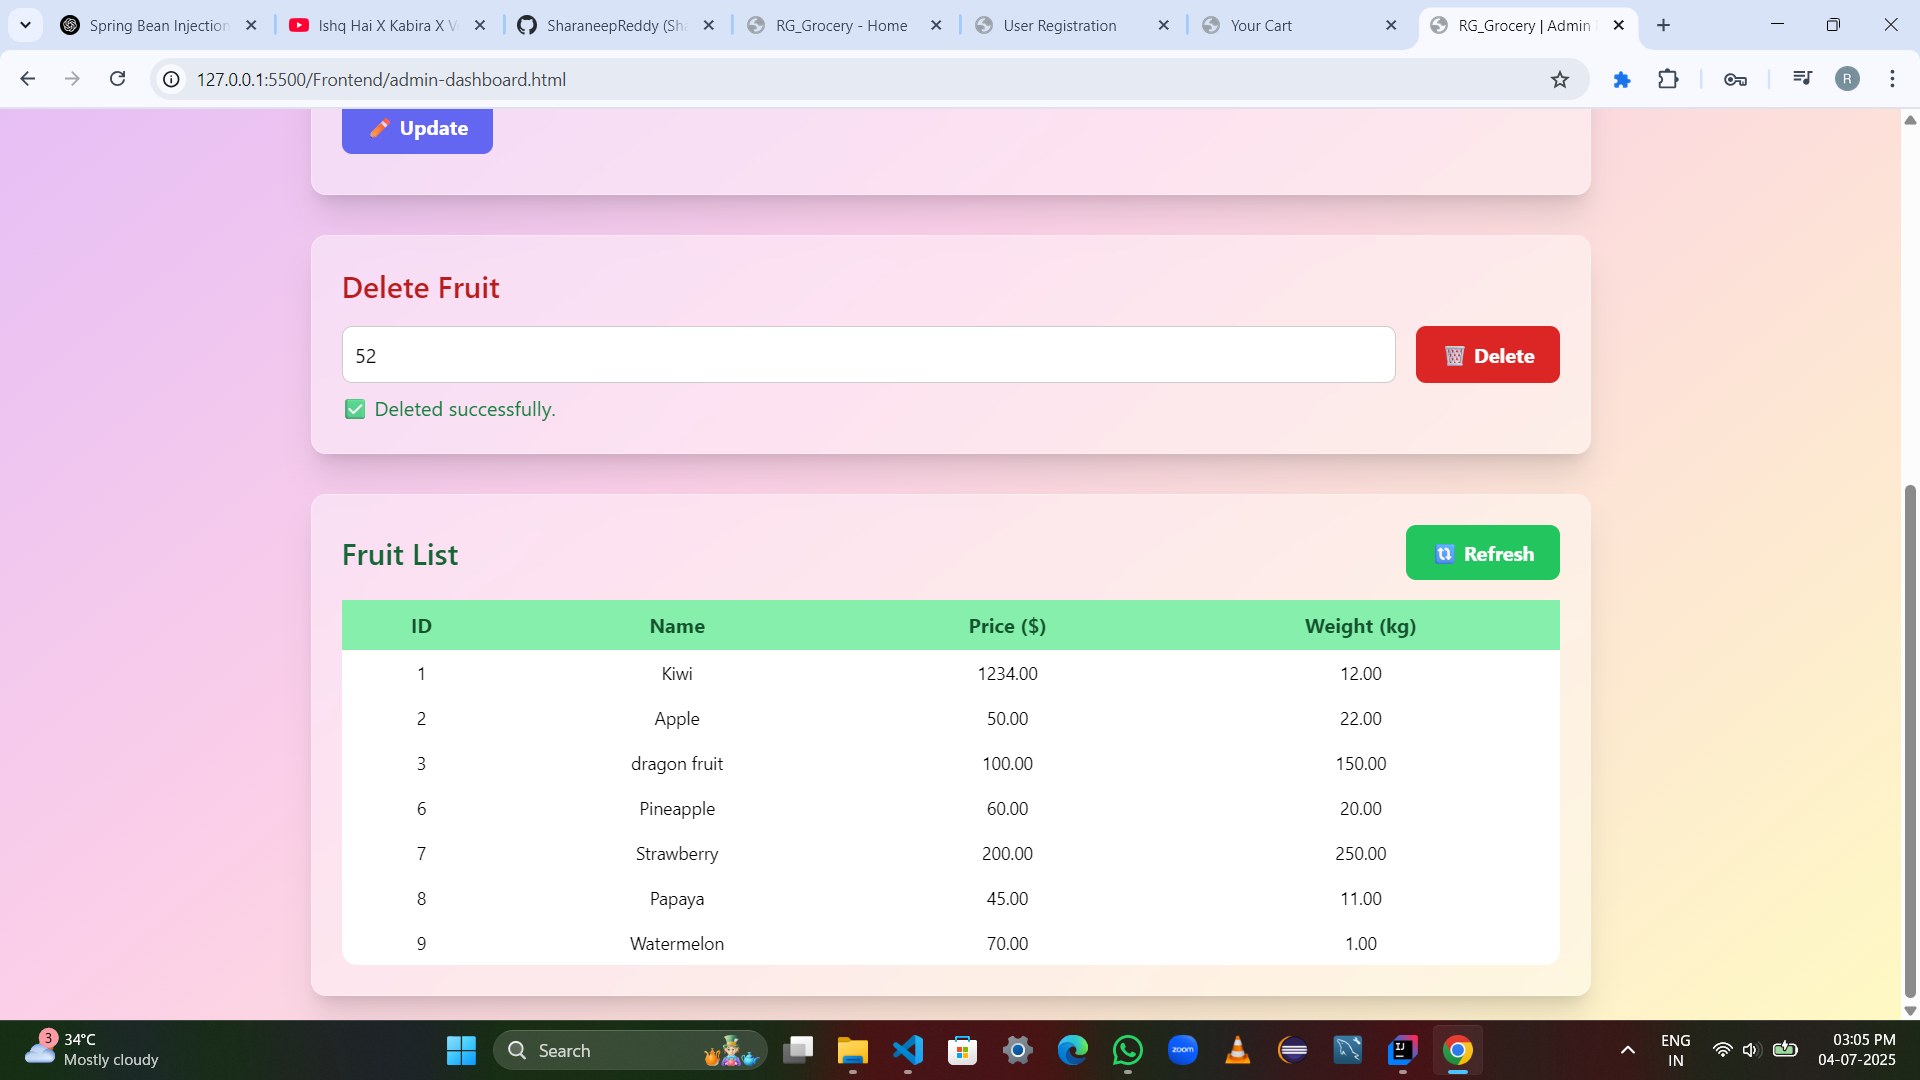 Spring Bean Injection
Ishq Hai X Kabira X V
SharaneepReddy (Sha
RG_Grocery - Home
User Registration
Your Cart
RG_Grocery | Admin
127.0.0.1:5500/Frontend/admin-dashboard.html
R
Update
Delete Fruit
52
Delete
Deleted successfully.
Fruit List
Refresh
ID Name Price ($) Weight (kg)
1 Kiwi 1234.00 12.00
2 Apple 50.00 22.00
3 dragon fruit 100.00 150.00
6 Pineapple 60.00 20.00
7 Strawberry 200.00 250.00
8 Papaya 45.00 11.00
9 Watermelon 70.00 1.00
3
34°C
Mostly cloudy
Search
zoom
IJ
ENG
IN
03:05 PM
04-07-2025